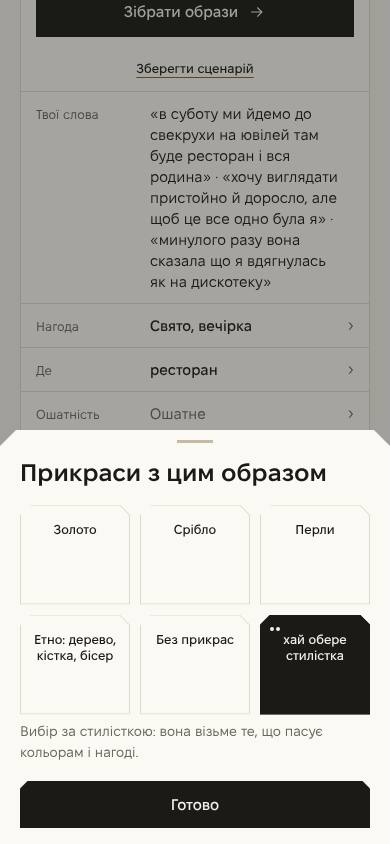 Зібрати образи →
Зберегти сценарій
Твої слова
«в суботу ми йдемо до
свекрухи на ювілей там
буде ресторан і вся
родина» · «хочу виглядати
пристойно й доросло, але
щоб це все одно була я» ·
«минулого разу вона
сказала що я вдягнулась
як на дискотеку»
Нагода Свято, вечірка
Де ресторан
Ошатність Ошатне
Прикраси з цим образом
Золото
Срібло
Перли
Етно: дерево,
кістка, бісер
Без прикрас
хай обере
стилістка
Вибір за стилісткою: вона візьме те, що пасує
кольорам і нагоді.
Готово